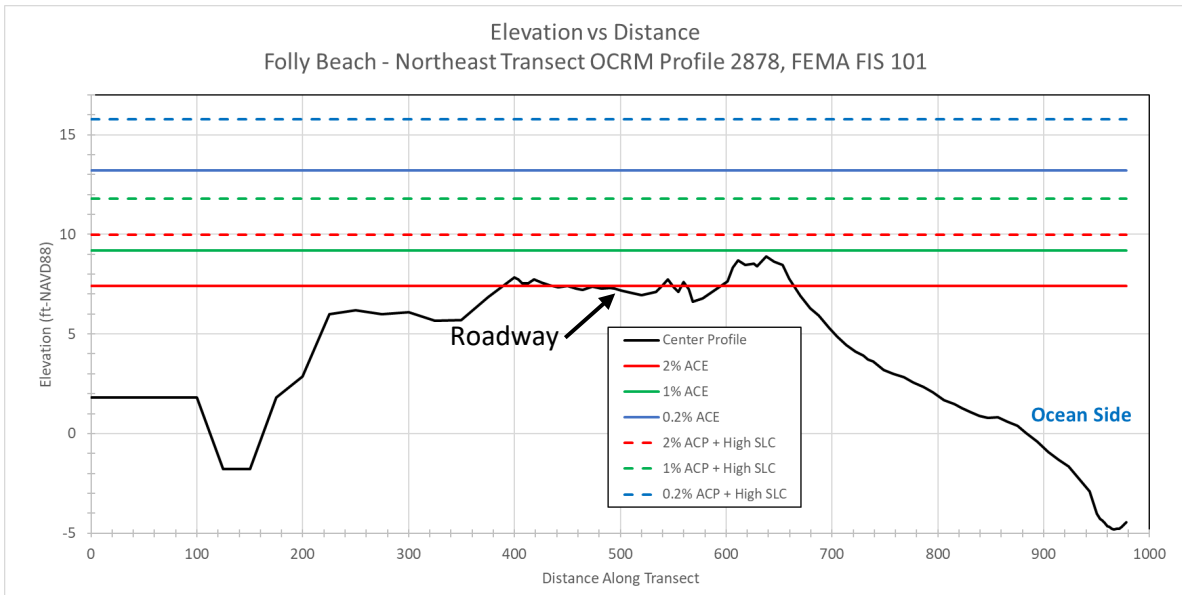 Elevation vs Distance
Folly Beach - Northeast Transect OCRM Profile 2878, FEMA FIS 101
Elevation (ft-NAVD88)
15
10
5
0
-5
Roadway
Center Profile
2% ACE
1% ACE
0.2% ACE
2% ACP + High SLC
1% ACP + High SLC
0.2% ACP + High SLC
Ocean Side
0 100 200 300 400 500 600 700 800 900 1000
Distance Along Transect